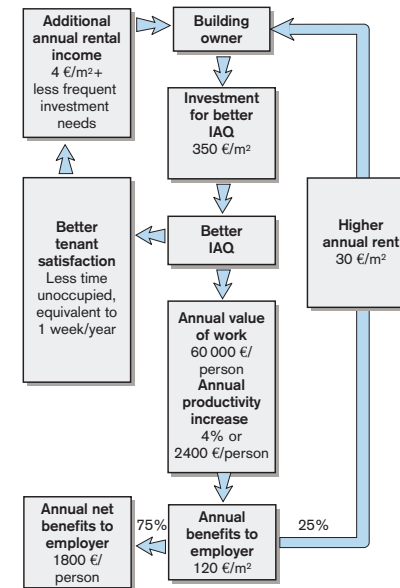 Additional
annual rental
income
4 €/m²+
less frequent
investment
needs
Building
owner
Investment
for better
IAQ
350 €/m²
Better
tenant
satisfaction
Less time
unoccupied,
equivalent to
1 week/year
Better
IAQ
Higher
annual rent
30 €/m²
Annual value
of work
60 000 €/
person
Annual
productivity
increase
4% or
2400 €/person
Annual net
benefits to
employer
1800 €/
person
75%
Annual
benefits to
employer
120 €/m²
25%